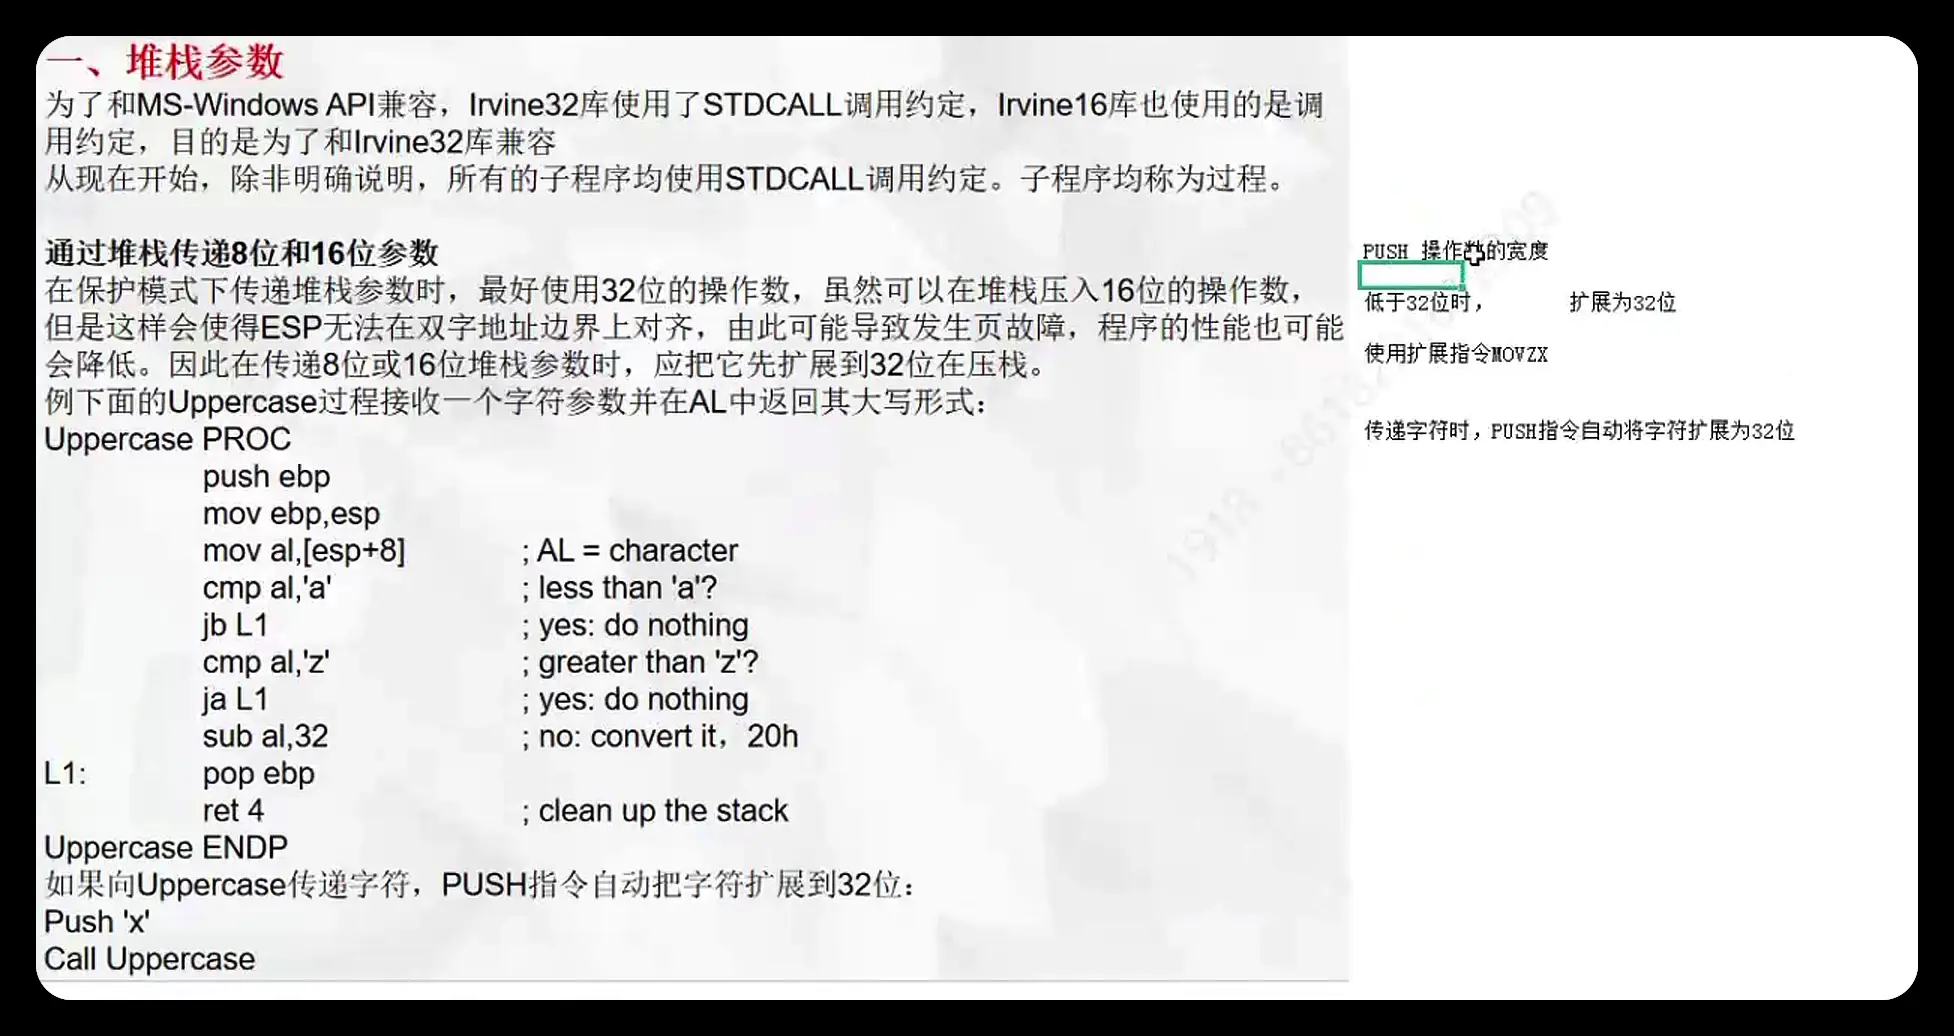 一、堆栈参数
为了和MS-Windows API兼容，Irvine32库使用了STDCALL调用约定，Irvine16库也使用的是调
用约定，目的是为了和Irvine32库兼容
从现在开始，除非明确说明，所有的子程序均使用STDCALL调用约定。子程序均称为过程。
通过堆栈传递8位和16位参数
在保护模式下传递堆栈参数时，最好使用32位的操作数，虽然可以在堆栈压入16位的操作数，
但是这样会使得ESP无法在双字地址边界上对齐，由此可能导致发生页故障，程序的性能也可能
会降低。因此在传递8位或16位堆栈参数时，应把它先扩展到32位在压栈。
例下面的Uppercase过程接收一个字符参数并在AL中返回其大写形式：
Uppercase PROC
push ebp
mov ebp,esp
mov al,[esp+8] ; AL = character
cmp al,'a' ; less than 'a'?
jb L1 ; yes: do nothing
cmp al,'z' ; greater than 'z'?
ja L1 ; yes: do nothing
sub al,32 ; no: convert it，20h
L1: pop ebp
ret 4 ; clean up the stack
Uppercase ENDP
如果向Uppercase传递字符，PUSH指令自动把字符扩展到32位：
Push 'x'
Call Uppercase
PUSH 操作数的宽度
低于32位时， 扩展为32位
使用扩展指令MOVZX
传递字符时，PUSH指令自动将字符扩展为32位